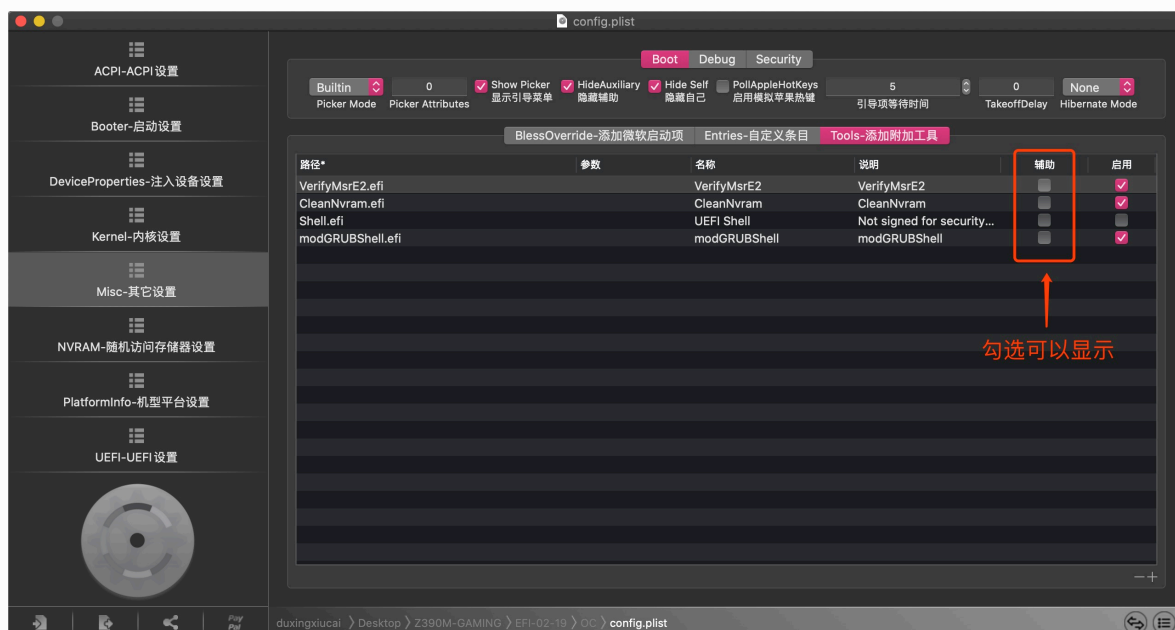 config.plist
ACPI-ACPI设置
Booter-启动设置
DeviceProperties-注入设备设置
Kernel-内核设置
Misc-其它设置
NVRAM-随机访问存储器设置
PlatformInfo-机型平台设置
UEFI-UEFI设置
Boot Debug Security
Builtin 0 Show Picker HideAuxiliary Hide Self PollAppleHotKeys 5 0 None
显示引导菜单 隐藏辅助 隐藏自己 启用模拟苹果热键
Picker Mode Picker Attributes 引导项等待时间 TakeoffDelay Hibernate Mode
BlessOverride-添加微软启动项 Entries-自定义条目 Tools-添加附加工具
路径* 参数 名称 说明 辅助 启用
VerifyMsrE2.efi VerifyMsrE2 VerifyMsrE2
CleanNvram.efi CleanNvram CleanNvram
Shell.efi UEFI Shell Not signed for security...
modGRUBShell.efi modGRUBShell modGRUBShell
勾选可以显示
Pay
Pal
duxingxiucai 〉Desktop 〉Z390M-GAMING 〉EFI-02-19 〉OC 〉config.plist